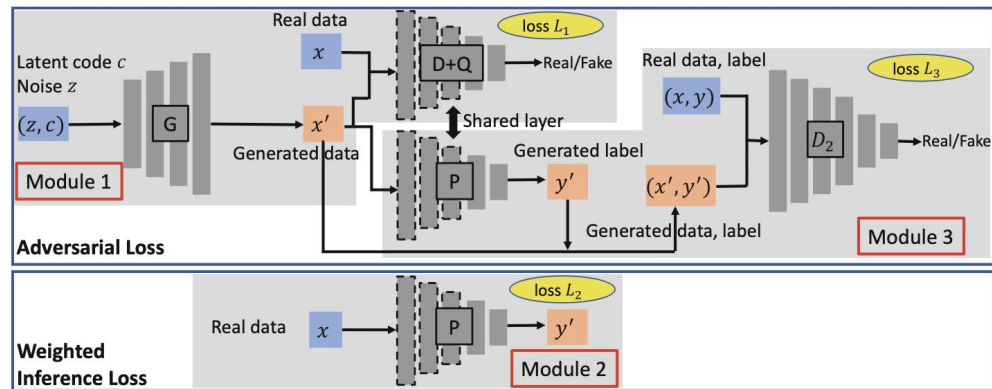 Real data
x
loss L₁
D+Q
Real/Fake
Latent code c
Noise z
(z, c)
G
x′
Generated data
Module 1
Shared layer
P
Generated label
y′
Real data, label
(x, y)
loss L₃
D₂
Real/Fake
(x′, y′)
Generated data, label
Module 3
Adversarial Loss
Real data
x
P
loss L₂
y′
Module 2
Weighted
Inference Loss